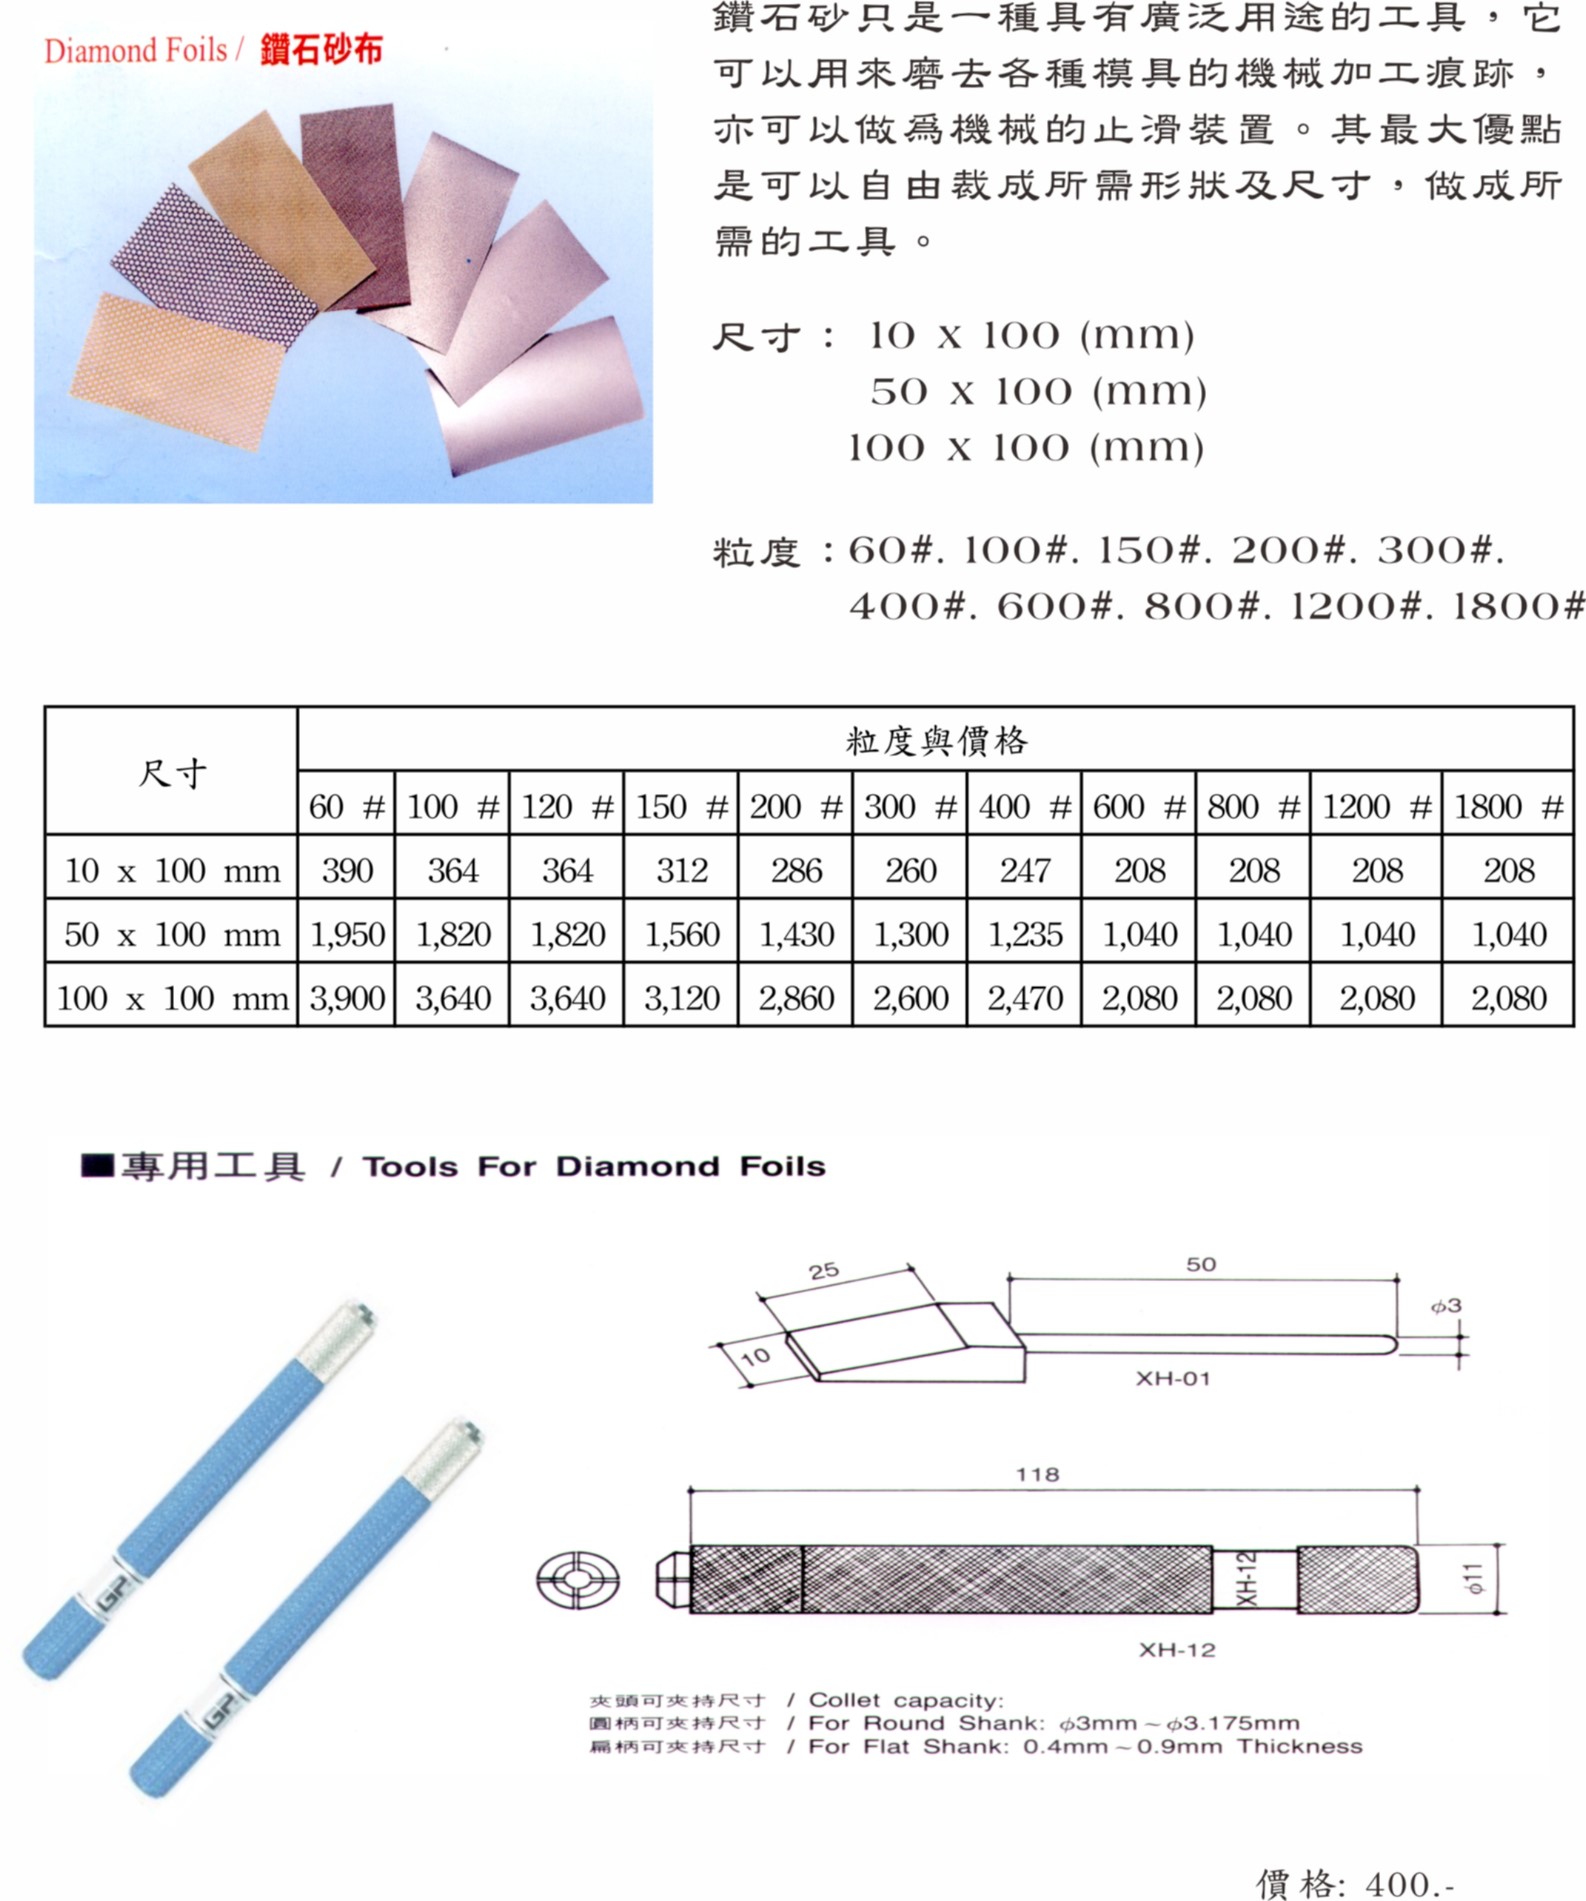 Diamond Foils / 鑽石砂布
鑽石砂只是一種具有廣泛用途的工具，它
可以用來磨去各種模具的機械加工痕跡，
亦可以做爲機械的止滑裝置。其最大優點
是可以自由裁成所需形狀及尺寸，做成所
需的工具。
尺寸： 10 x 100 (mm)
50 x 100 (mm)
100 x 100 (mm)
粒度：60#. 100#. 150#. 200#. 300#.
400#. 600#. 800#. 1200#. 1800#
尺寸 粒度與價格
60 # 100 # 120 # 150 # 200 # 300 # 400 # 600 # 800 # 1200 # 1800 #
10 x 100 mm 390 364 364 312 286 260 247 208 208 208 208
50 x 100 mm 1,950 1,820 1,820 1,560 1,430 1,300 1,235 1,040 1,040 1,040 1,040
100 x 100 mm 3,900 3,640 3,640 3,120 2,860 2,600 2,470 2,080 2,080 2,080 2,080
■專用工具 / Tools For Diamond Foils
25
50
φ3
10
XH-01
118
XH-12
φ11
XH-12
夾頭可夾持尺寸 / Collet capacity:
圓柄可夾持尺寸 / For Round Shank: φ3mm~φ3.175mm
扁柄可夾持尺寸 / For Flat Shank: 0.4mm~0.9mm Thickness
價格: 400.-